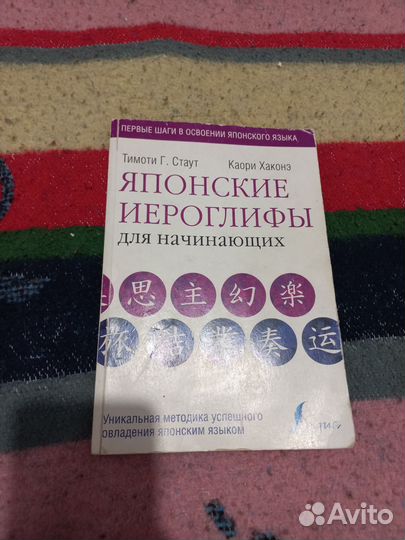 ПЕРВЫЕ ШАГИ В ОСВОЕНИИ ЯПОНСКОГО ЯЗЫКА
Тимоти Г. Стаут Каори Хаконэ
ЯПОНСКИЕ
ИЕРОГЛИФЫ
для начинающих
思 主 幻 楽
杯 奏 运
Уникальная методика успешного
овладения японским языком
Avito